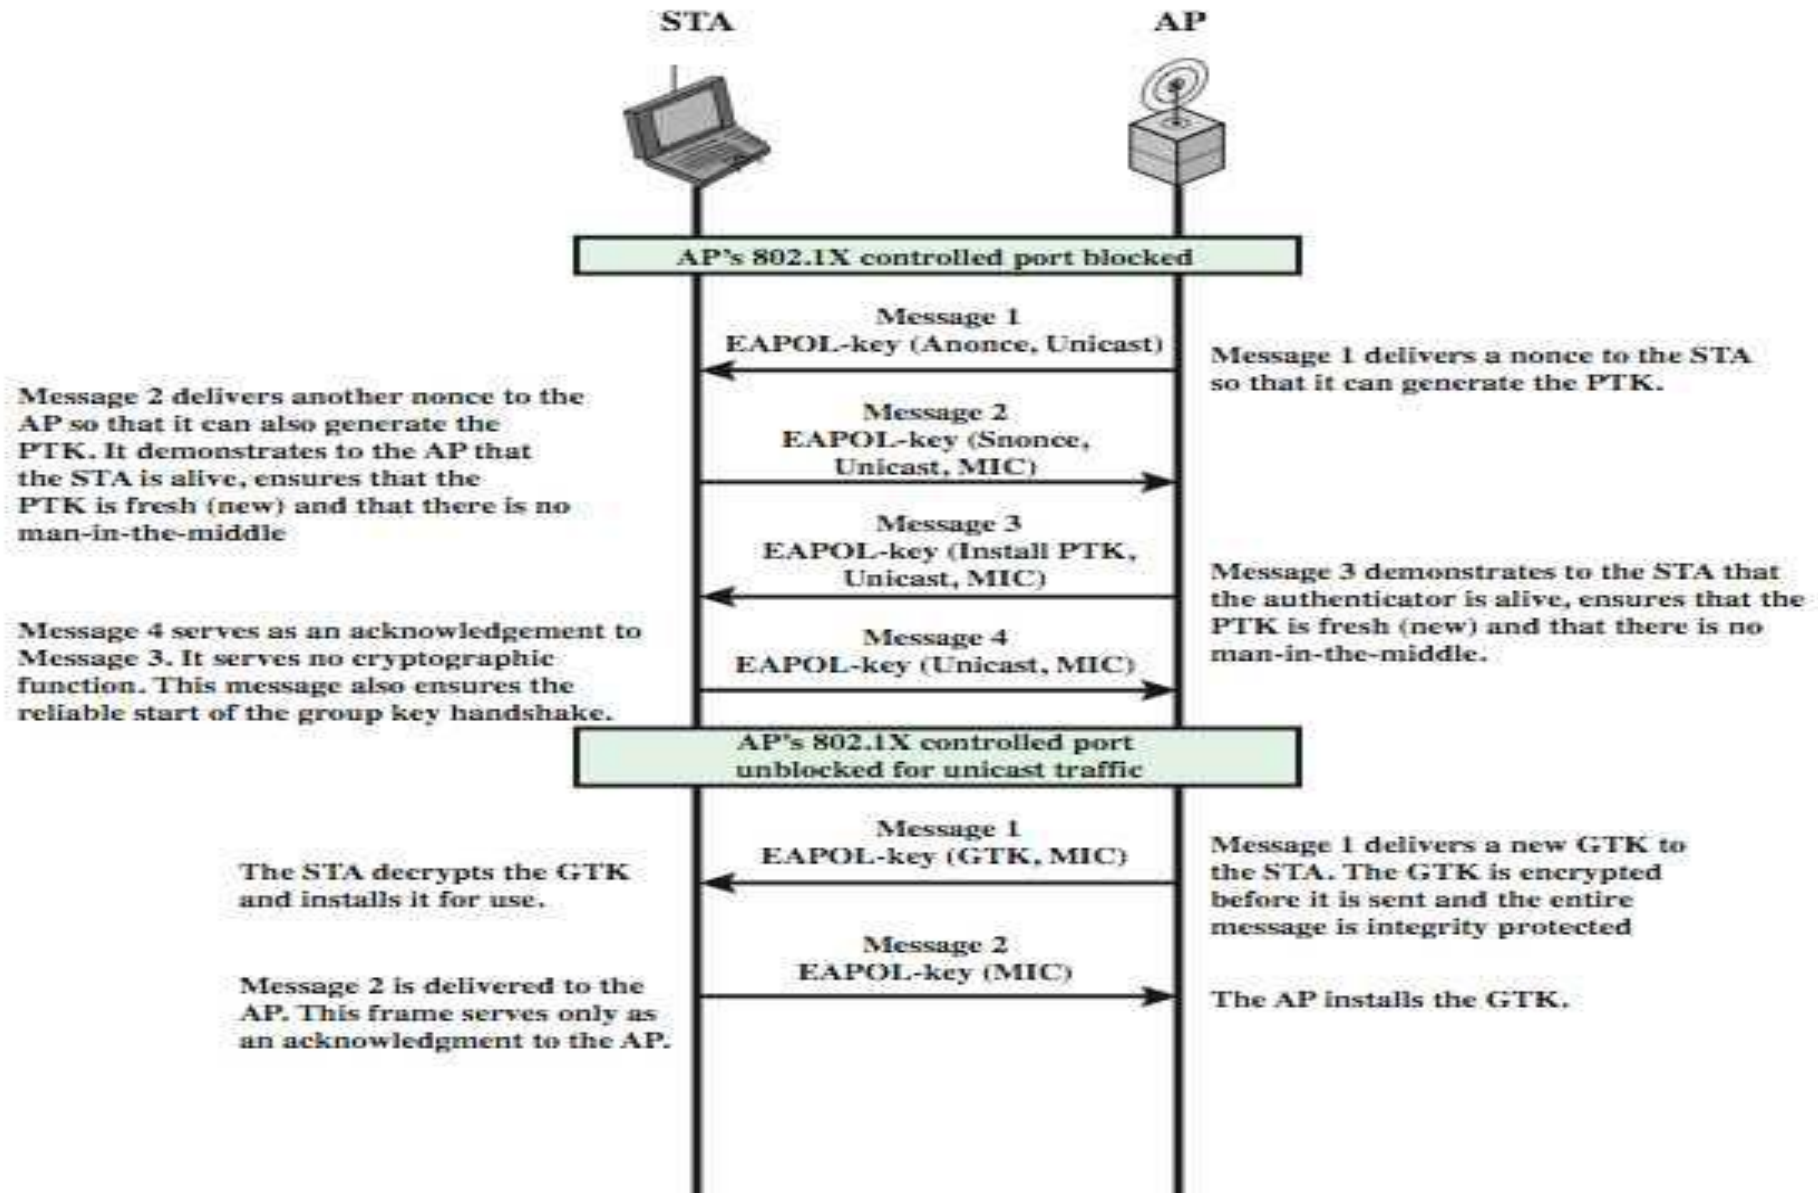 STA
AP
AP's 802.1X controlled port blocked
Message 1
EAPOL-key (Anonce, Unicast)
Message 1 delivers a nonce to the STA
so that it can generate the PTK.
Message 2 delivers another nonce to the
AP so that it can also generate the
PTK. It demonstrates to the AP that
the STA is alive, ensures that the
PTK is fresh (new) and that there is no
man-in-the-middle
Message 2
EAPOL-key (Snonce,
Unicast, MIC)
Message 3
EAPOL-key (Install PTK,
Unicast, MIC)
Message 3 demonstrates to the STA that
the authenticator is alive, ensures that the
PTK is fresh (new) and that there is no
man-in-the-middle.
Message 4 serves as an acknowledgement to
Message 3. It serves no cryptographic
function. This message also ensures the
reliable start of the group key handshake.
Message 4
EAPOL-key (Unicast, MIC)
AP's 802.1X controlled port
unblocked for unicast traffic
Message 1
EAPOL-key (GTK, MIC)
Message 1 delivers a new GTK to
the STA. The GTK is encrypted
before it is sent and the entire
message is integrity protected
The STA decrypts the GTK
and installs it for use.
Message 2
EAPOL-key (MIC)
Message 2 is delivered to the
AP. This frame serves only as
an acknowledgment to the AP.
The AP installs the GTK.